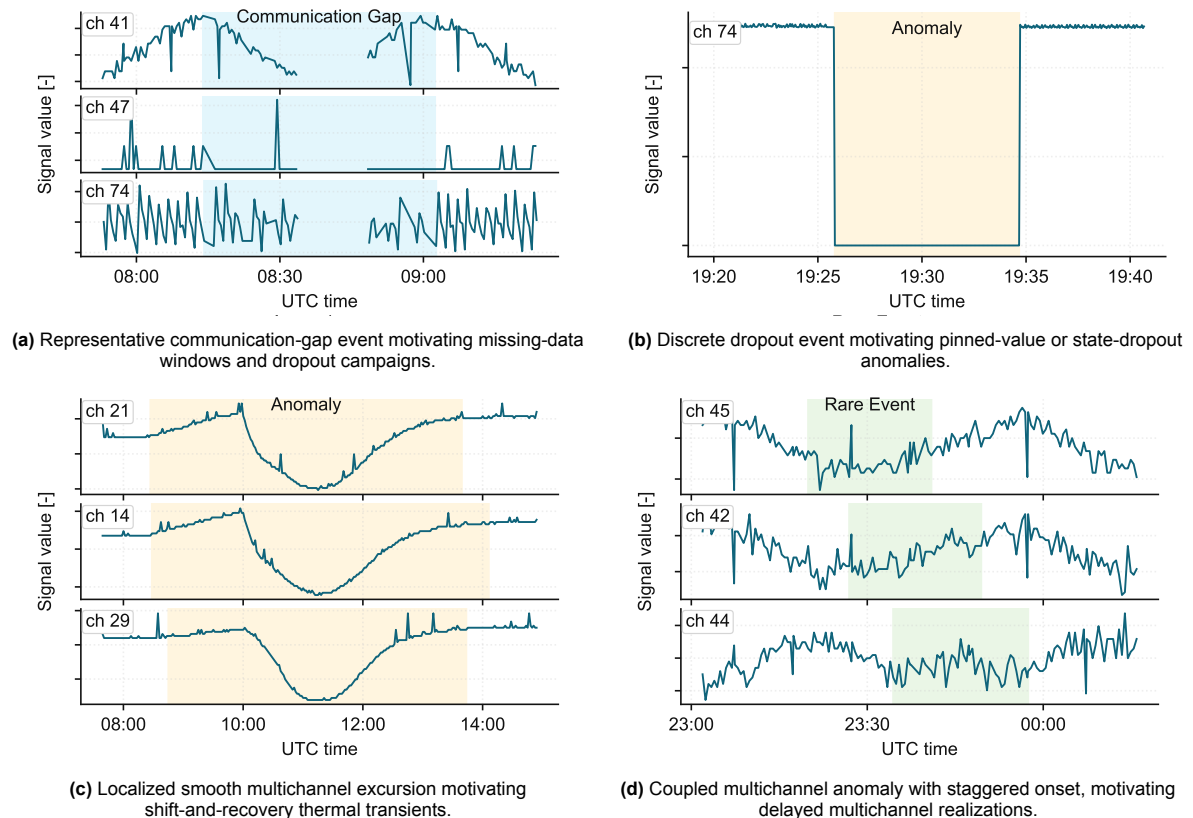 Communication Gap
ch 41
ch 47
ch 74
Signal value [-]
08:00 08:30 09:00
UTC time
(a) Representative communication-gap event motivating missing-data
windows and dropout campaigns.
Anomaly
ch 74
Signal value [-]
19:20 19:25 19:30 19:35 19:40
UTC time
(b) Discrete dropout event motivating pinned-value or state-dropout
anomalies.
Anomaly
ch 21
ch 14
ch 29
Signal value [-]
08:00 10:00 12:00 14:00
UTC time
(c) Localized smooth multichannel excursion motivating
shift-and-recovery thermal transients.
Rare Event
ch 45
ch 42
ch 44
Signal value [-]
23:00 23:30 00:00
UTC time
(d) Coupled multichannel anomaly with staggered onset, motivating
delayed multichannel realizations.